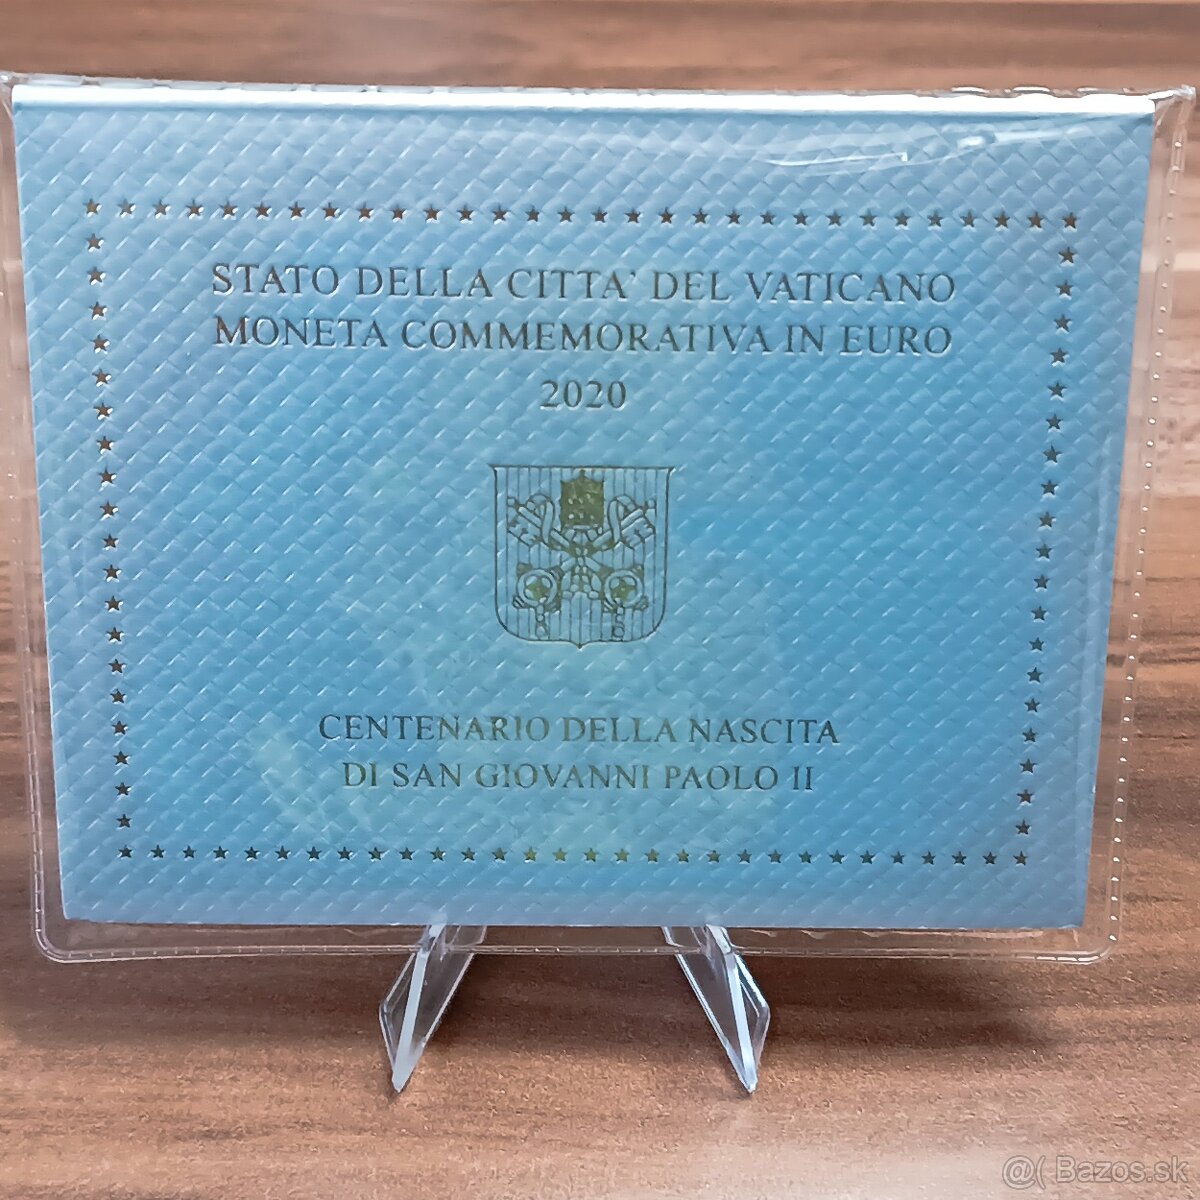 STATO DELLA CITTA' DEL VATICANO
MONETA COMMEMORATIVA IN EURO
2020
CENTENARIO DELLA NASCITA
DI SAN GIOVANNI PAOLO II
@( Bazos.sk